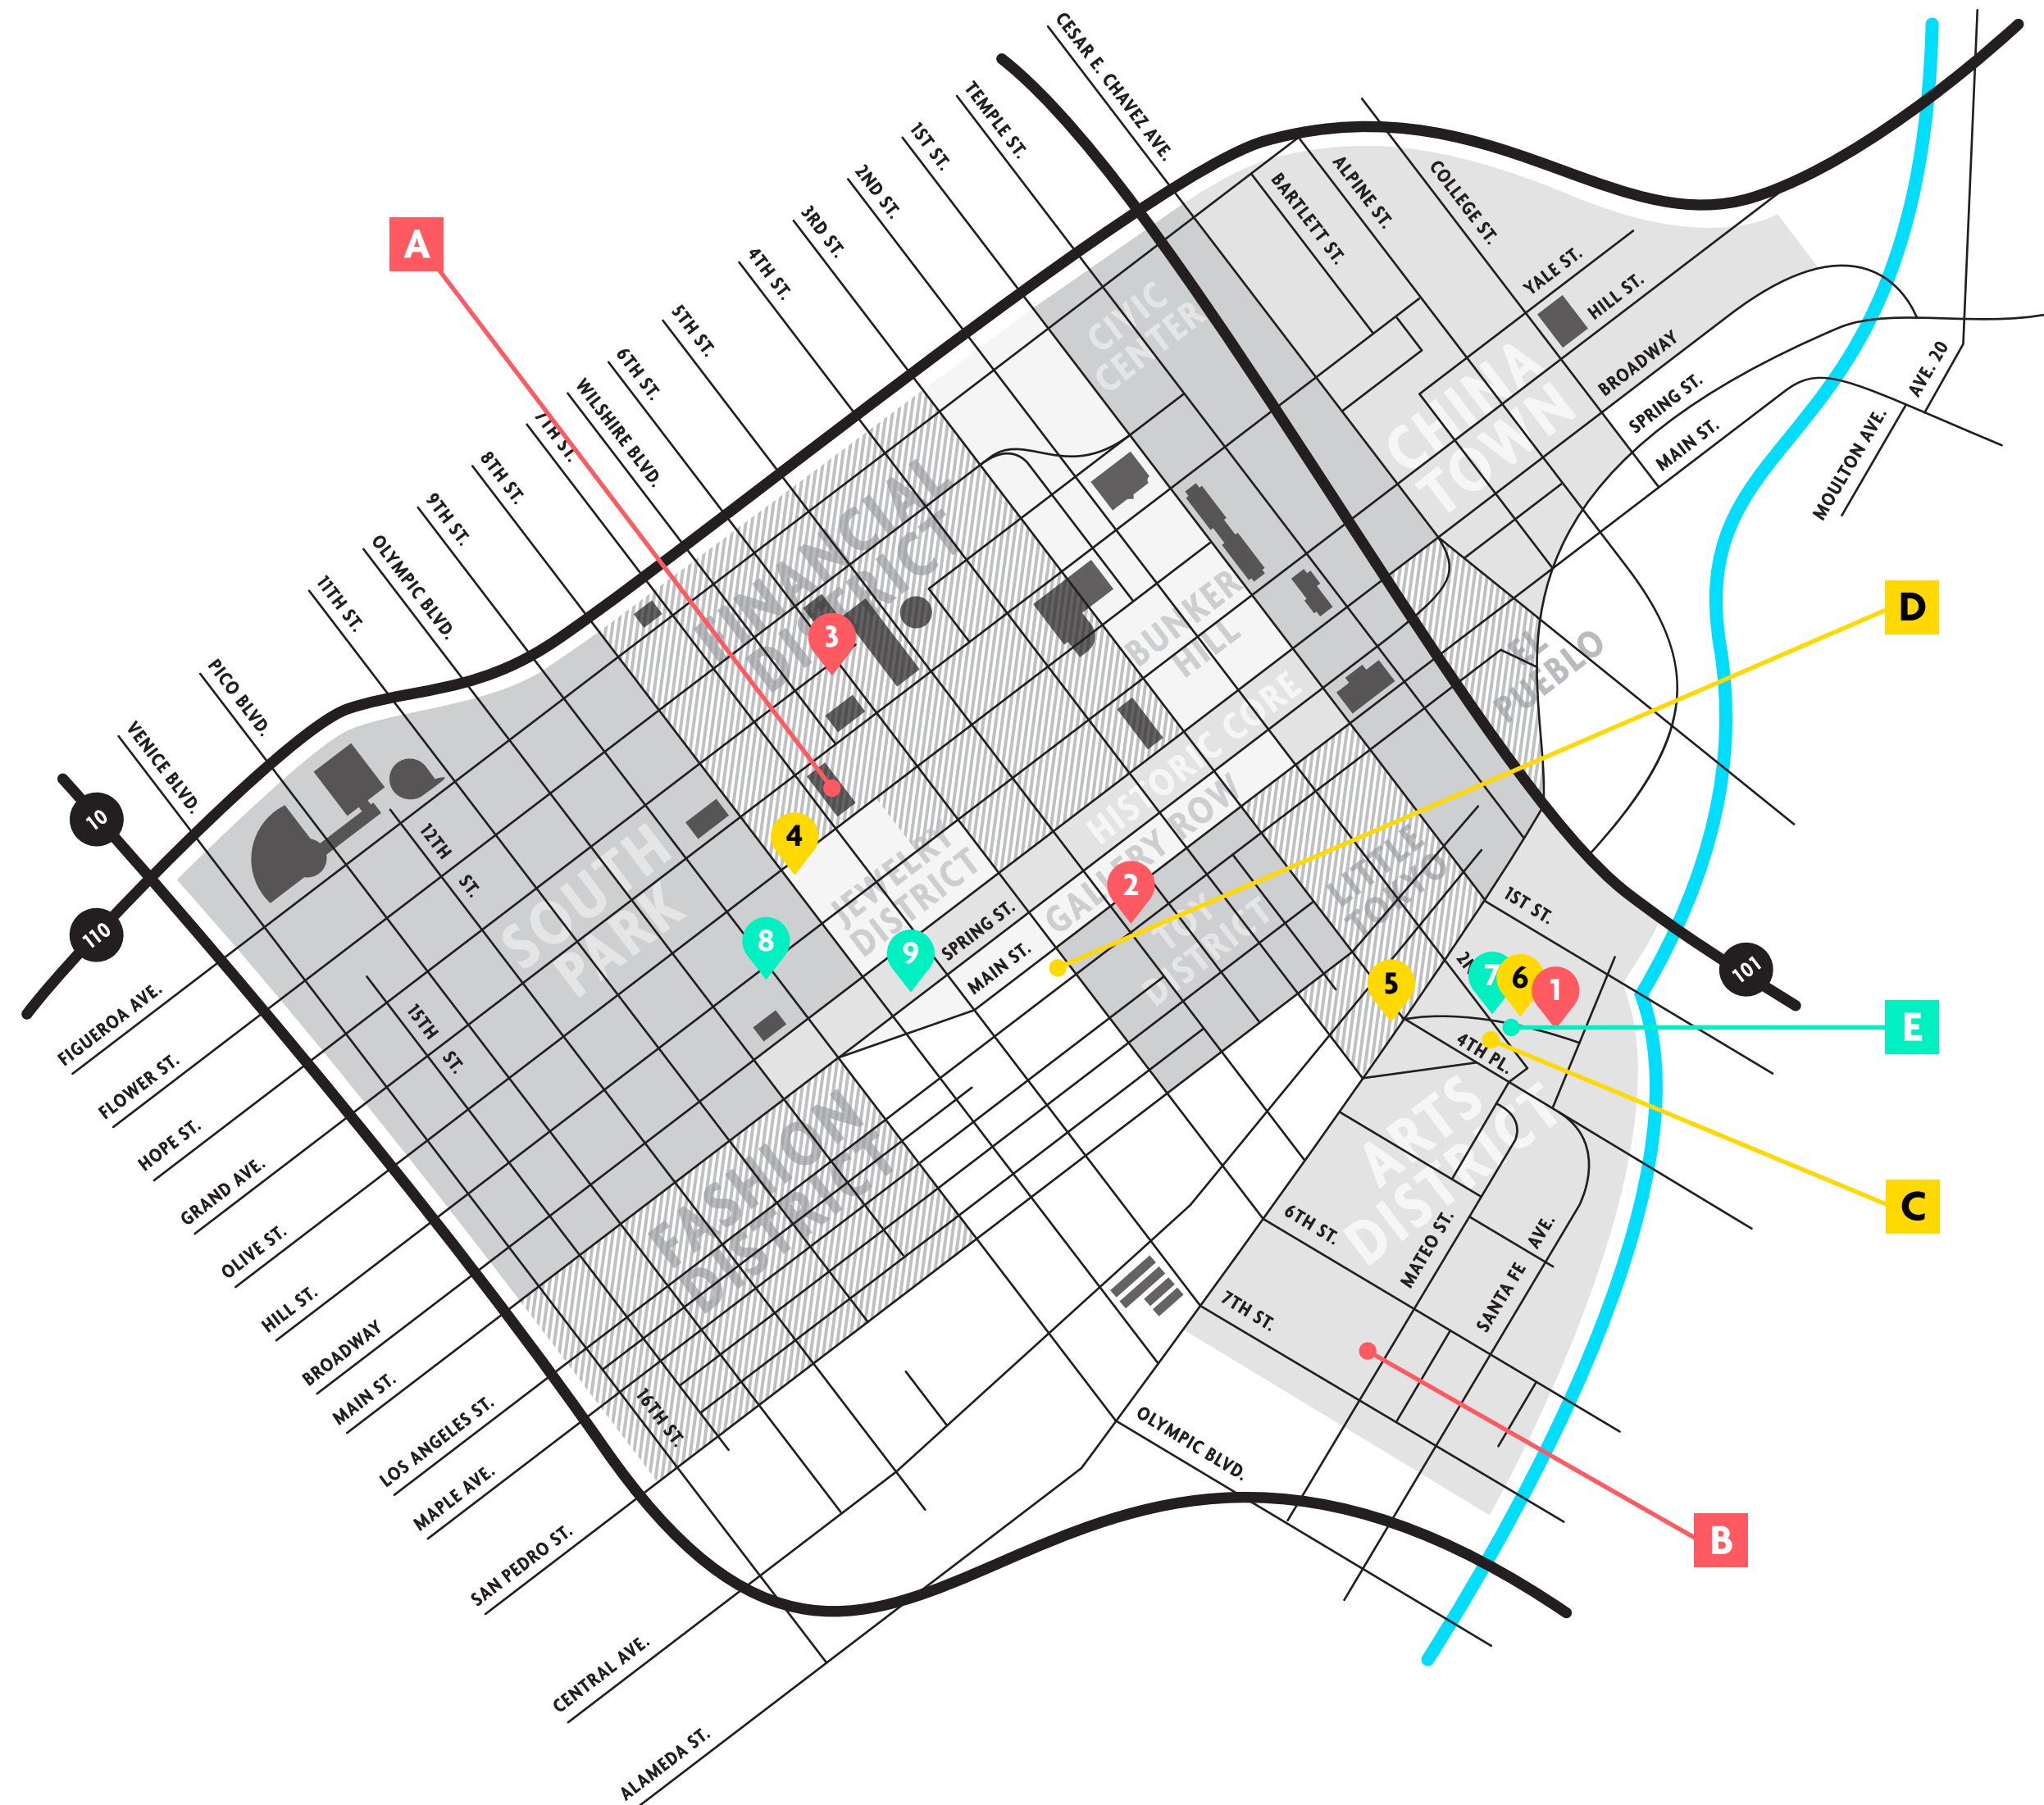 CESAR E. CHAVEZ AVE.
TEMPLE ST.
1ST ST.
2ND ST.
3RD ST.
4TH ST.
5TH ST.
6TH ST.
WILSHIRE BLVD.
7TH ST.
8TH ST.
9TH ST.
OLYMPIC BLVD.
11TH ST.
PICO BLVD.
VENICE BLVD.
BARTLETT ST.
ALPINE ST.
COLLEGE ST.
YALE ST.
HILL ST.
BROADWAY
SPRING ST.
MAIN ST.
AVE. 20
MOULTON AVE.
A
D
E
C
B
CIVIC
CENTER
CHINA
TOWN
FINANCIAL
DISTRICT
BUNKER
HILL
EL
PUEBLO
HISTORIC CORE
GALLERY ROW
LITTLE
TOKYO
TOY
DISTRICT
JEWELRY
DISTRICT
SOUTH
PARK
FASHION
DISTRICT
ARTS
DISTRICT
3
4
2
8
9
5
7
6
1
10
110
101
12TH ST.
15TH ST.
16TH ST.
SPRING ST.
MAIN ST.
1ST ST.
4TH PL.
6TH ST.
7TH ST.
MATEO ST.
SANTA FE AVE.
OLYMPIC BLVD.
FIGUEROA AVE.
FLOWER ST.
HOPE ST.
GRAND AVE.
OLIVE ST.
HILL ST.
BROADWAY
MAIN ST.
LOS ANGELES ST.
MAPLE AVE.
SAN PEDRO ST.
CENTRAL AVE.
ALAMEDA ST.